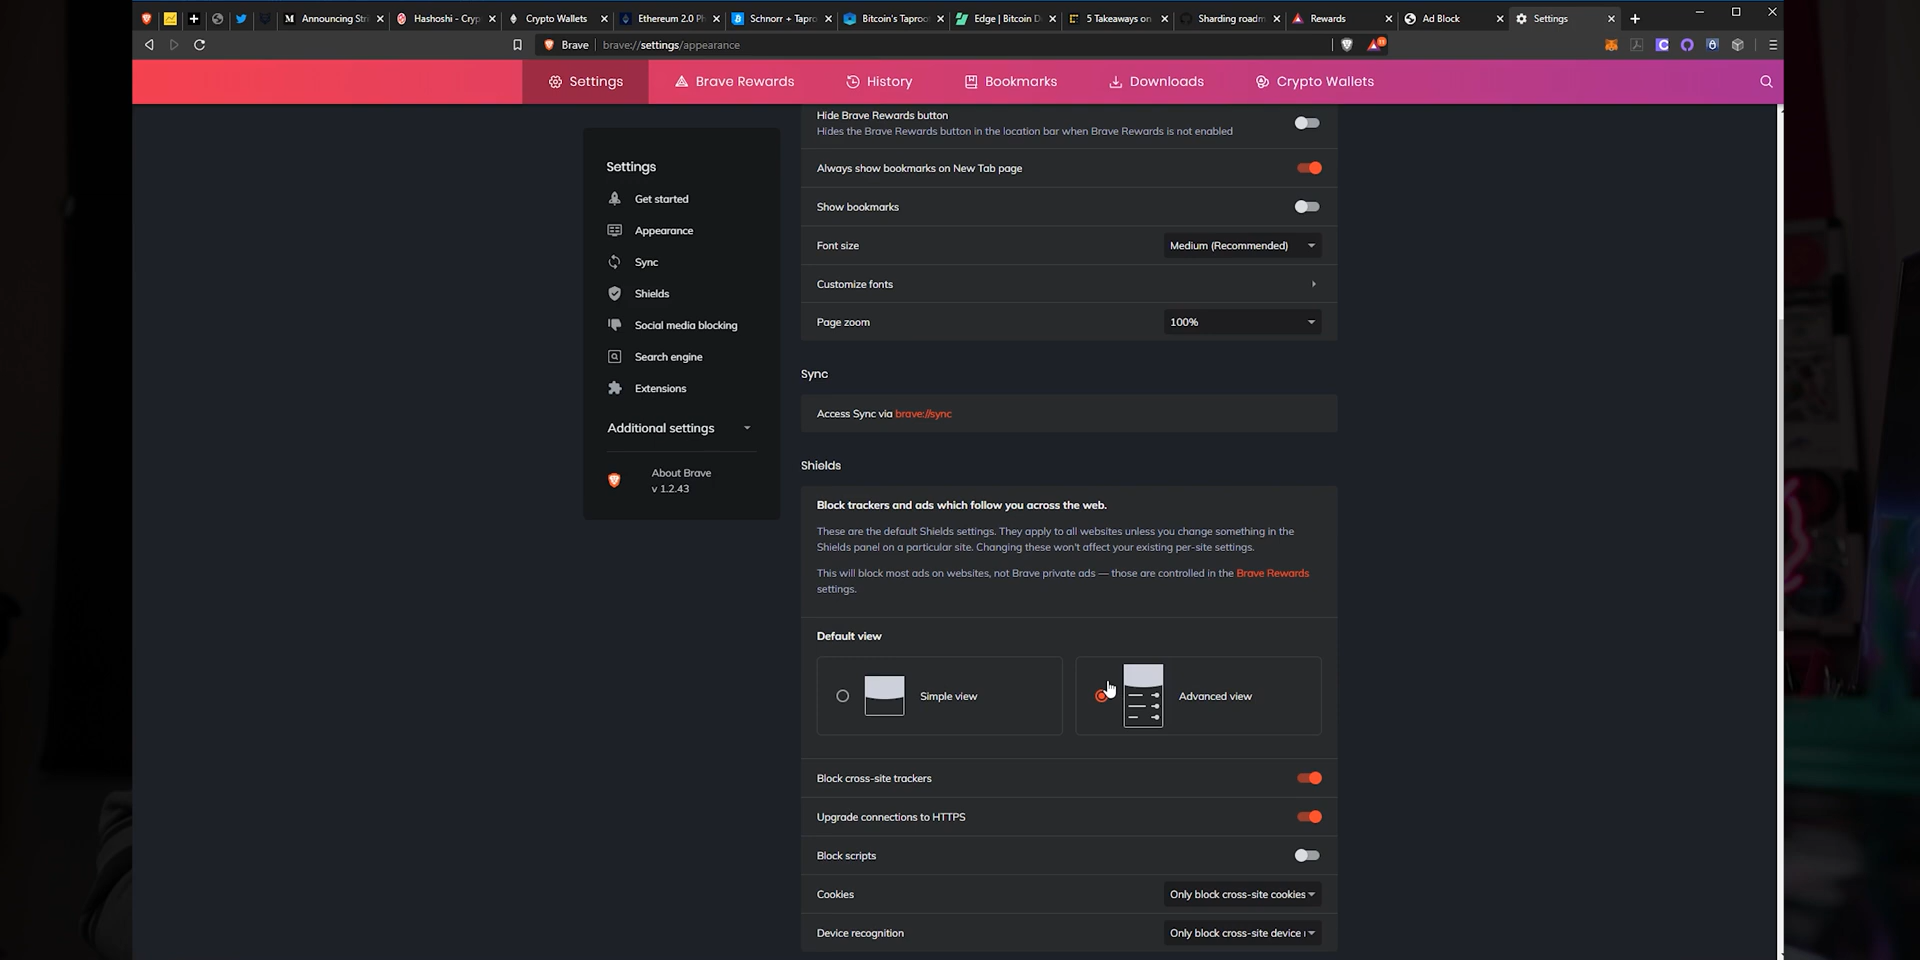 Announcing Str
Hashoshi - Cryp
Crypto Wallets
Ethereum 2.0 Ph
Schnorr + Tapro
Bitcoin's Taproo
Edge | Bitcoin D
5 Takeaways on
Sharding roadm
Rewards
Ad Block
Settings
Brave
brave://settings/appearance
11
Settings
Brave Rewards
History
Bookmarks
Downloads
Crypto Wallets
Settings
Get started
Appearance
Sync
Shields
Social media blocking
Search engine
Extensions
Additional settings
About Brave
v 1.2.43
Hide Brave Rewards button
Hides the Brave Rewards button in the location bar when Brave Rewards is not enabled
Always show bookmarks on New Tab page
Show bookmarks
Font size
Medium (Recommended)
Customize fonts
Page zoom
100%
Sync
Access Sync via brave://sync
Shields
Block trackers and ads which follow you across the web.
These are the default Shields settings. They apply to all websites unless you change something in the
Shields panel on a particular site. Changing these won't affect your existing per-site settings.
This will block most ads on websites, not Brave private ads — those are controlled in the Brave Rewards
settings.
Default view
Simple view
Advanced view
Block cross-site trackers
Upgrade connections to HTTPS
Block scripts
Cookies
Only block cross-site cookies
Device recognition
Only block cross-site device